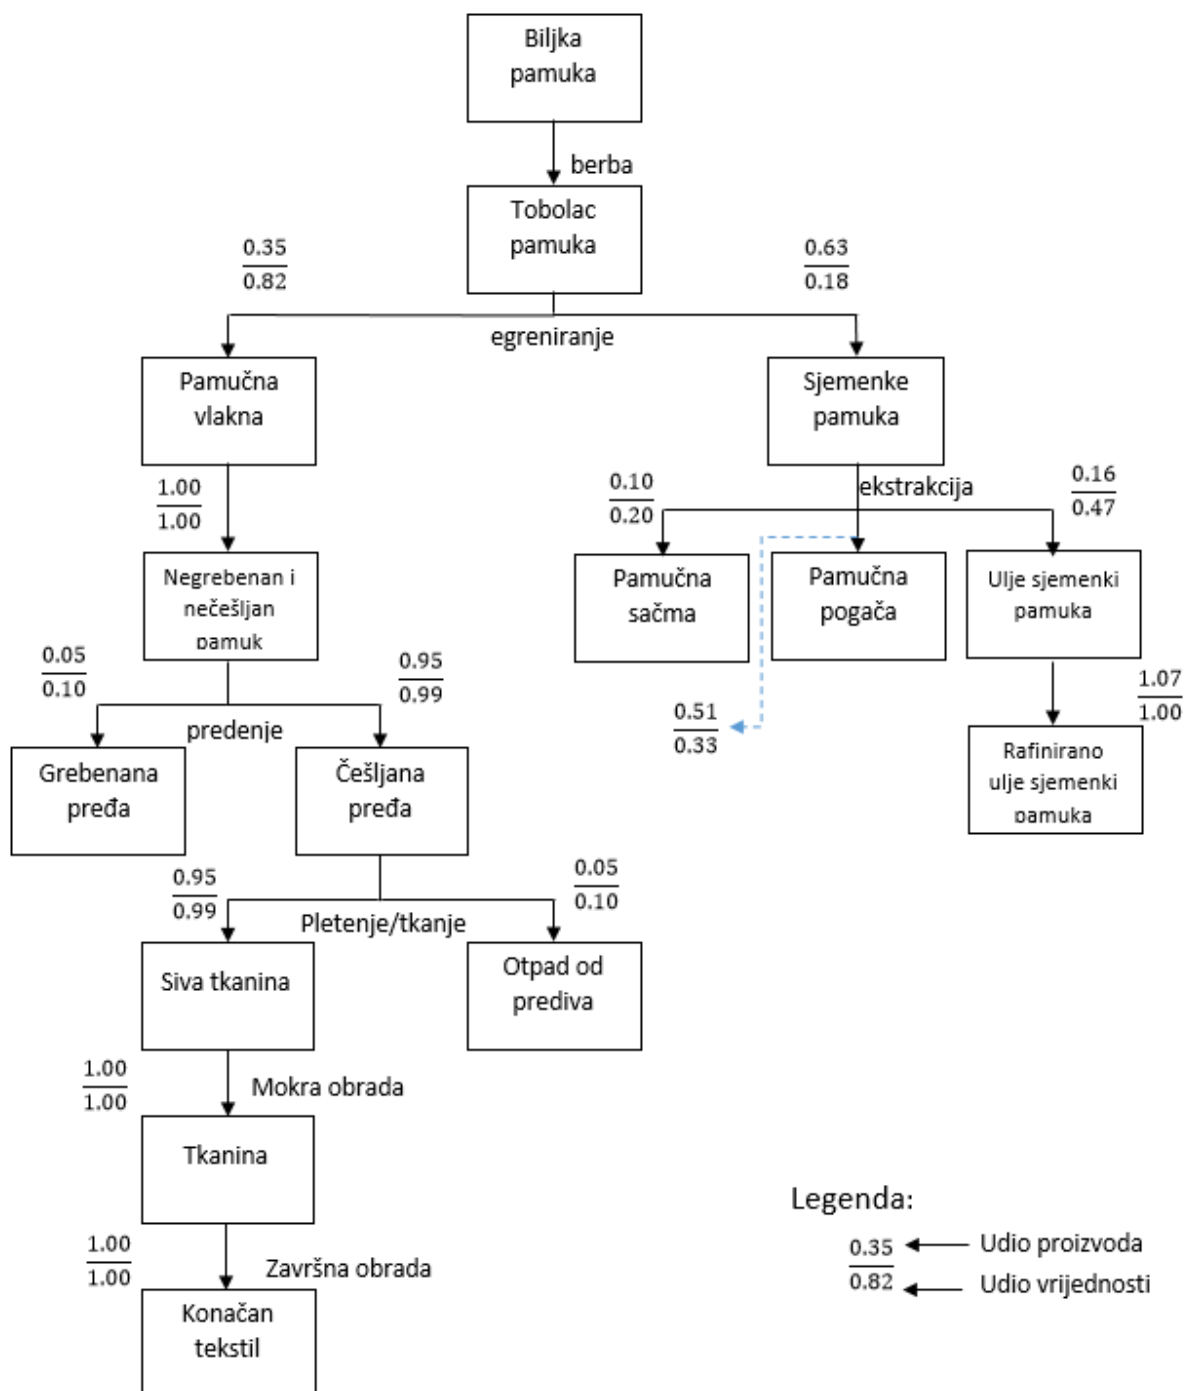 Biljka
pamuka
berba
Tobolac
pamuka
0.35
0.82
0.63
0.18
egreniranje
Pamučna
vlakna
Sjemenke
pamuka
1.00
1.00
0.10
0.20
ekstrakcija
0.16
0.47
Negrebenan i
nečešljan
pamuk
Pamučna
sačma
Pamučna
pogača
Ulje sjemenki
pamuka
0.05
0.10
0.95
0.99
predenje
0.51
0.33
1.07
1.00
Grebenana
pređa
Češljana
pređa
Rafinirano
ulje sjemenki
pamuka
0.95
0.99
Pletenje/tkanje
0.05
0.10
Siva tkanina
Otpad od
prediva
1.00
1.00
Mokra obrada
Tkanina
1.00
1.00
Završna obrada
Konačan
tekstil
Legenda:
0.35
0.82
Udio proizvoda
Udio vrijednosti